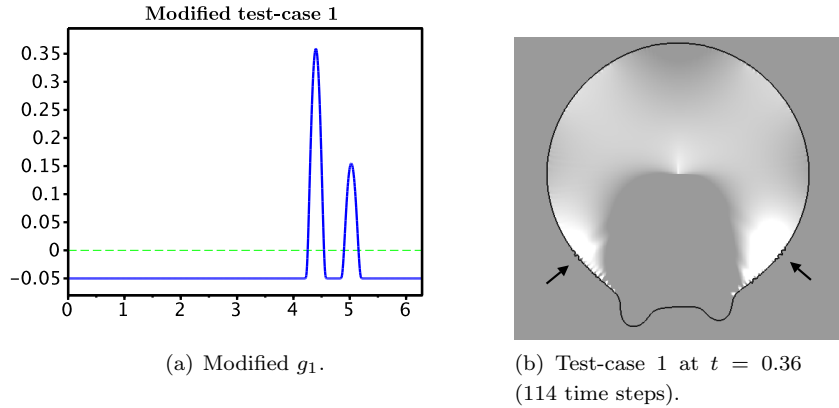 Modified test-case 1
0.35
0.3
0.25
0.2
0.15
0.1
0.05
0
−0.05
0 1 2 3 4 5 6
(a) Modified g₁.
(b) Test-case 1 at t = 0.36
(114 time steps).